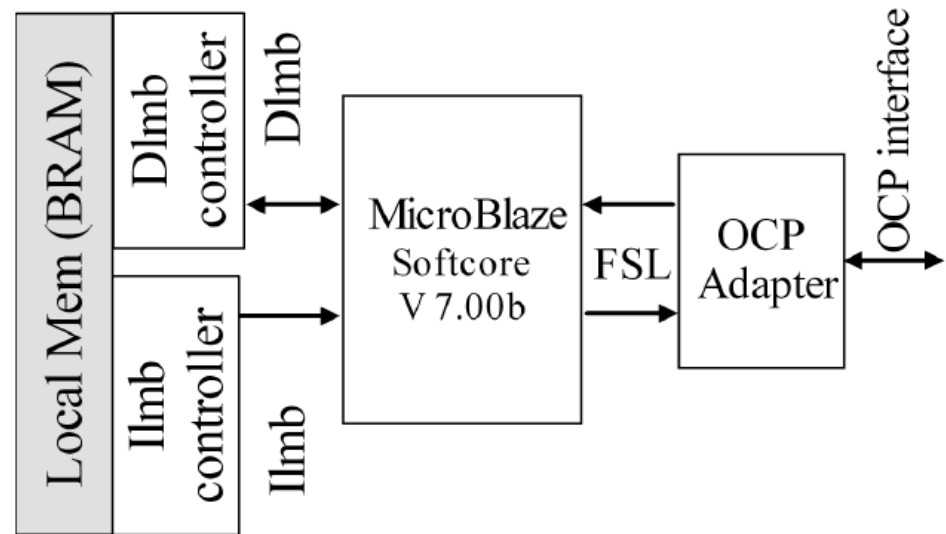 Local Mem (BRAM)
Dlmb
controller
Dlmb
Ilmb
controller
Ilmb
MicroBlaze
Softcore
V 7.00b
FSL
OCP
Adapter
OCP interface